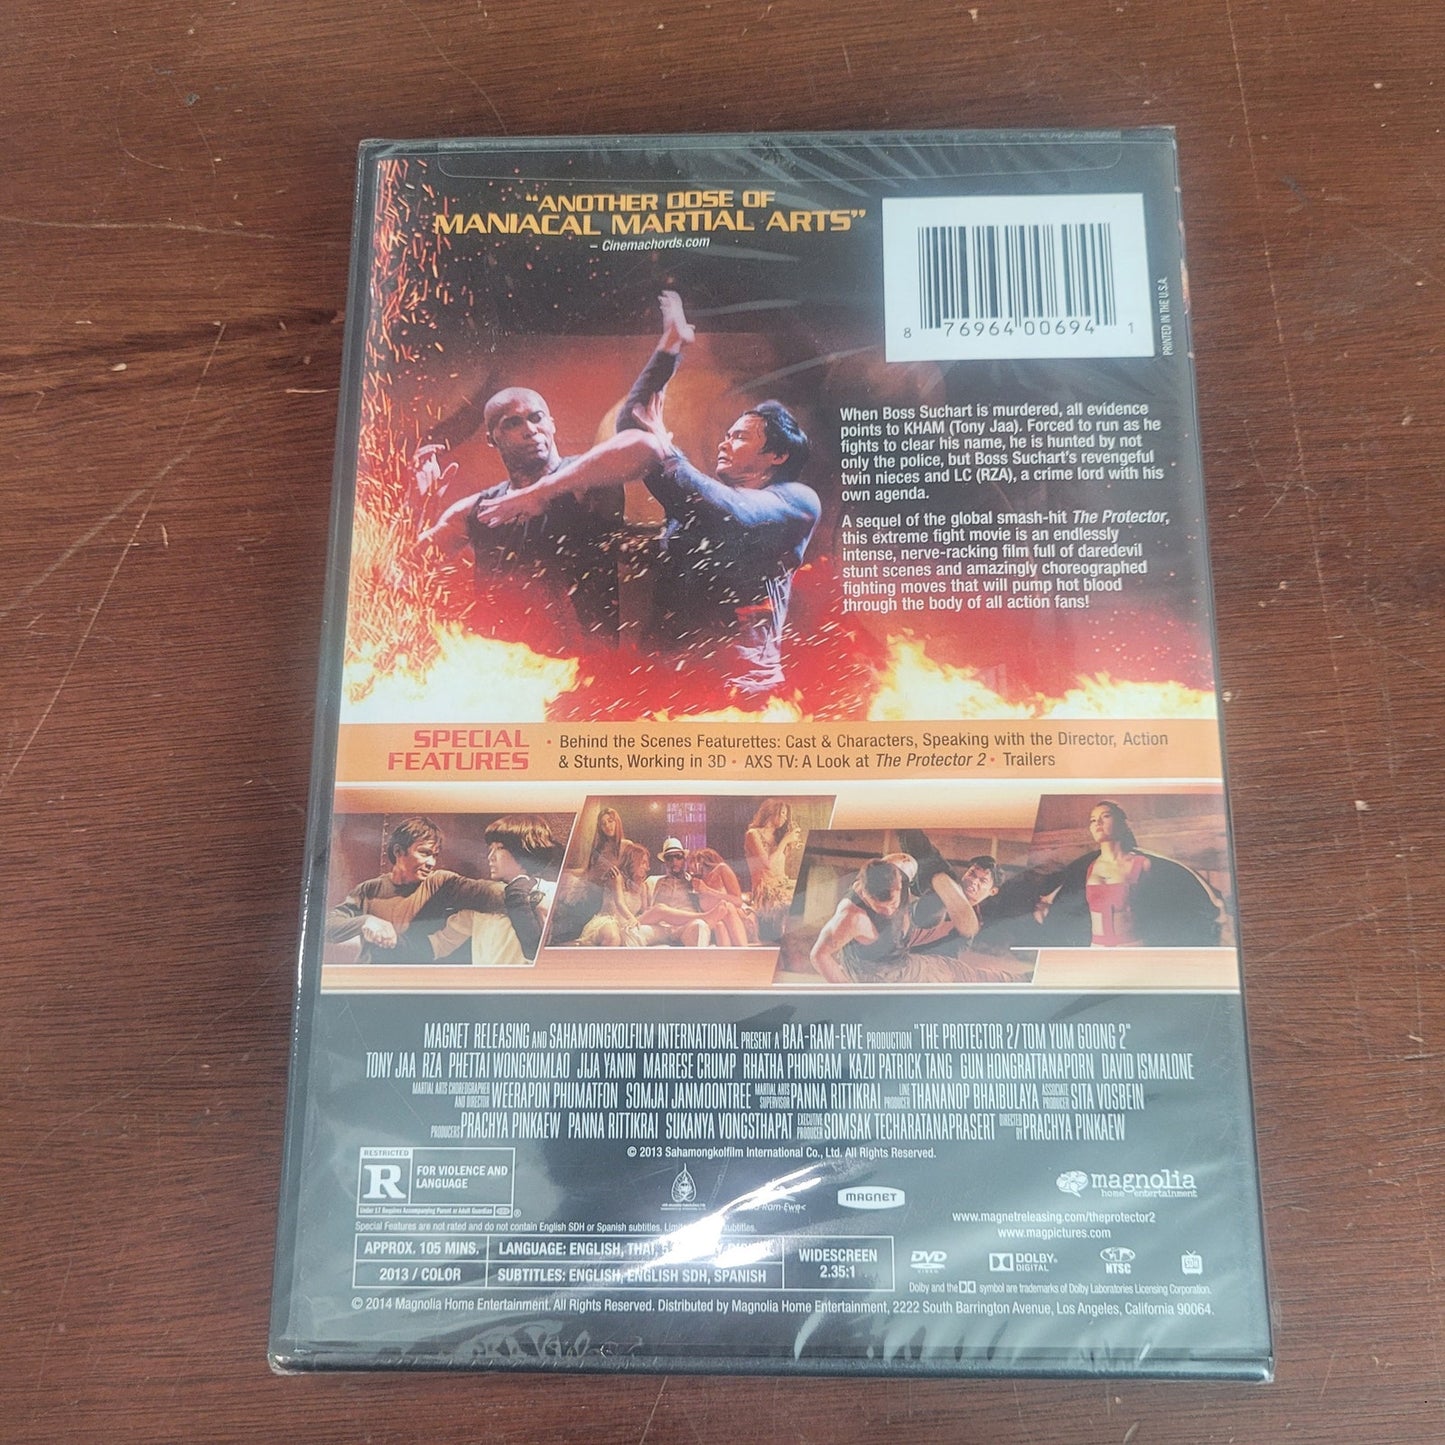 “ANOTHER DOSE OF
MANIACAL MARTIAL ARTS”
– Cinemachords.com
8 76964 00694 1
PRINTED IN THE U.S.A.
When Boss Suchart is murdered, all evidence
points to KHAM (Tony Jaa). Forced to run as he
fights to clear his name, he is hunted by not
only the police, but Boss Suchart's revengeful
twin nieces and LC (RZA), a crime lord with his
own agenda.
A sequel of the global smash-hit The Protector,
this extreme fight movie is an endlessly
intense, nerve-racking film full of daredevil
stunt scenes and amazingly choreographed
fighting moves that will pump hot blood
through the body of all action fans!
SPECIAL
FEATURES
• Behind the Scenes Featurettes: Cast & Characters, Speaking with the Director, Action
& Stunts, Working in 3D • AXS TV: A Look at The Protector 2 • Trailers
MAGNET RELEASING AND SAHAMONGKOLFILM INTERNATIONAL PRESENT A BAA-RAM-EWE PRODUCTION "THE PROTECTOR 2/TOM YUM GOONG 2"
TONY JAA RZA PHETTAI WONGKUMLAO JIJA YANIN MARRESE CRUMP RHATHA PHONGAM KAZU PATRICK TANG GUN HONGRATTANAPORN DAVID ISMALONE
MARTIAL ARTS CHOREOGRAPHER AND DIRECTOR WEERAPON PHUMATFON SOMJAI JANMOONTREE MARTIAL ARTS SUPERVISOR PANNA RITTIKRAI LINE PRODUCER THANANOP BHAIBULAYA ASSOCIATE PRODUCER SITA VOSBEIN
PRODUCERS PRACHYA PINKAEW PANNA RITTIKRAI SUKANYA VONGSTHAPAT EXECUTIVE PRODUCER SOMSAK TECHARATANAPRASERT DIRECTED BY PRACHYA PINKAEW
© 2013 Sahamongkolfilm International Co., Ltd. All Rights Reserved.
RESTRICTED
R
FOR VIOLENCE AND
LANGUAGE
Under 17 Requires Accompanying Parent or Adult Guardian
®
-Ram-Ewe
MAGNET
magnolia
home entertainment
www.magnetreleasing.com/theprotector2
www.magpictures.com
Special Features are not rated and do not contain English SDH or Spanish subtitles. subtitles.
APPROX. 105 MINS.
LANGUAGE: ENGLISH, THAI,
2013 / COLOR
SUBTITLES: ENGLISH, ENGLISH SDH, SPANISH
WIDESCREEN
2.35:1
DVD
VIDEO
DOLBY
DIGITAL
NTSC
Dolby and the symbol are trademarks of Dolby Laboratories Licensing Corporation.
© 2014 Magnolia Home Entertainment. All Rights Reserved. Distributed by Magnolia Home Entertainment, 2222 South Barrington Avenue, Los Angeles, California 90064.